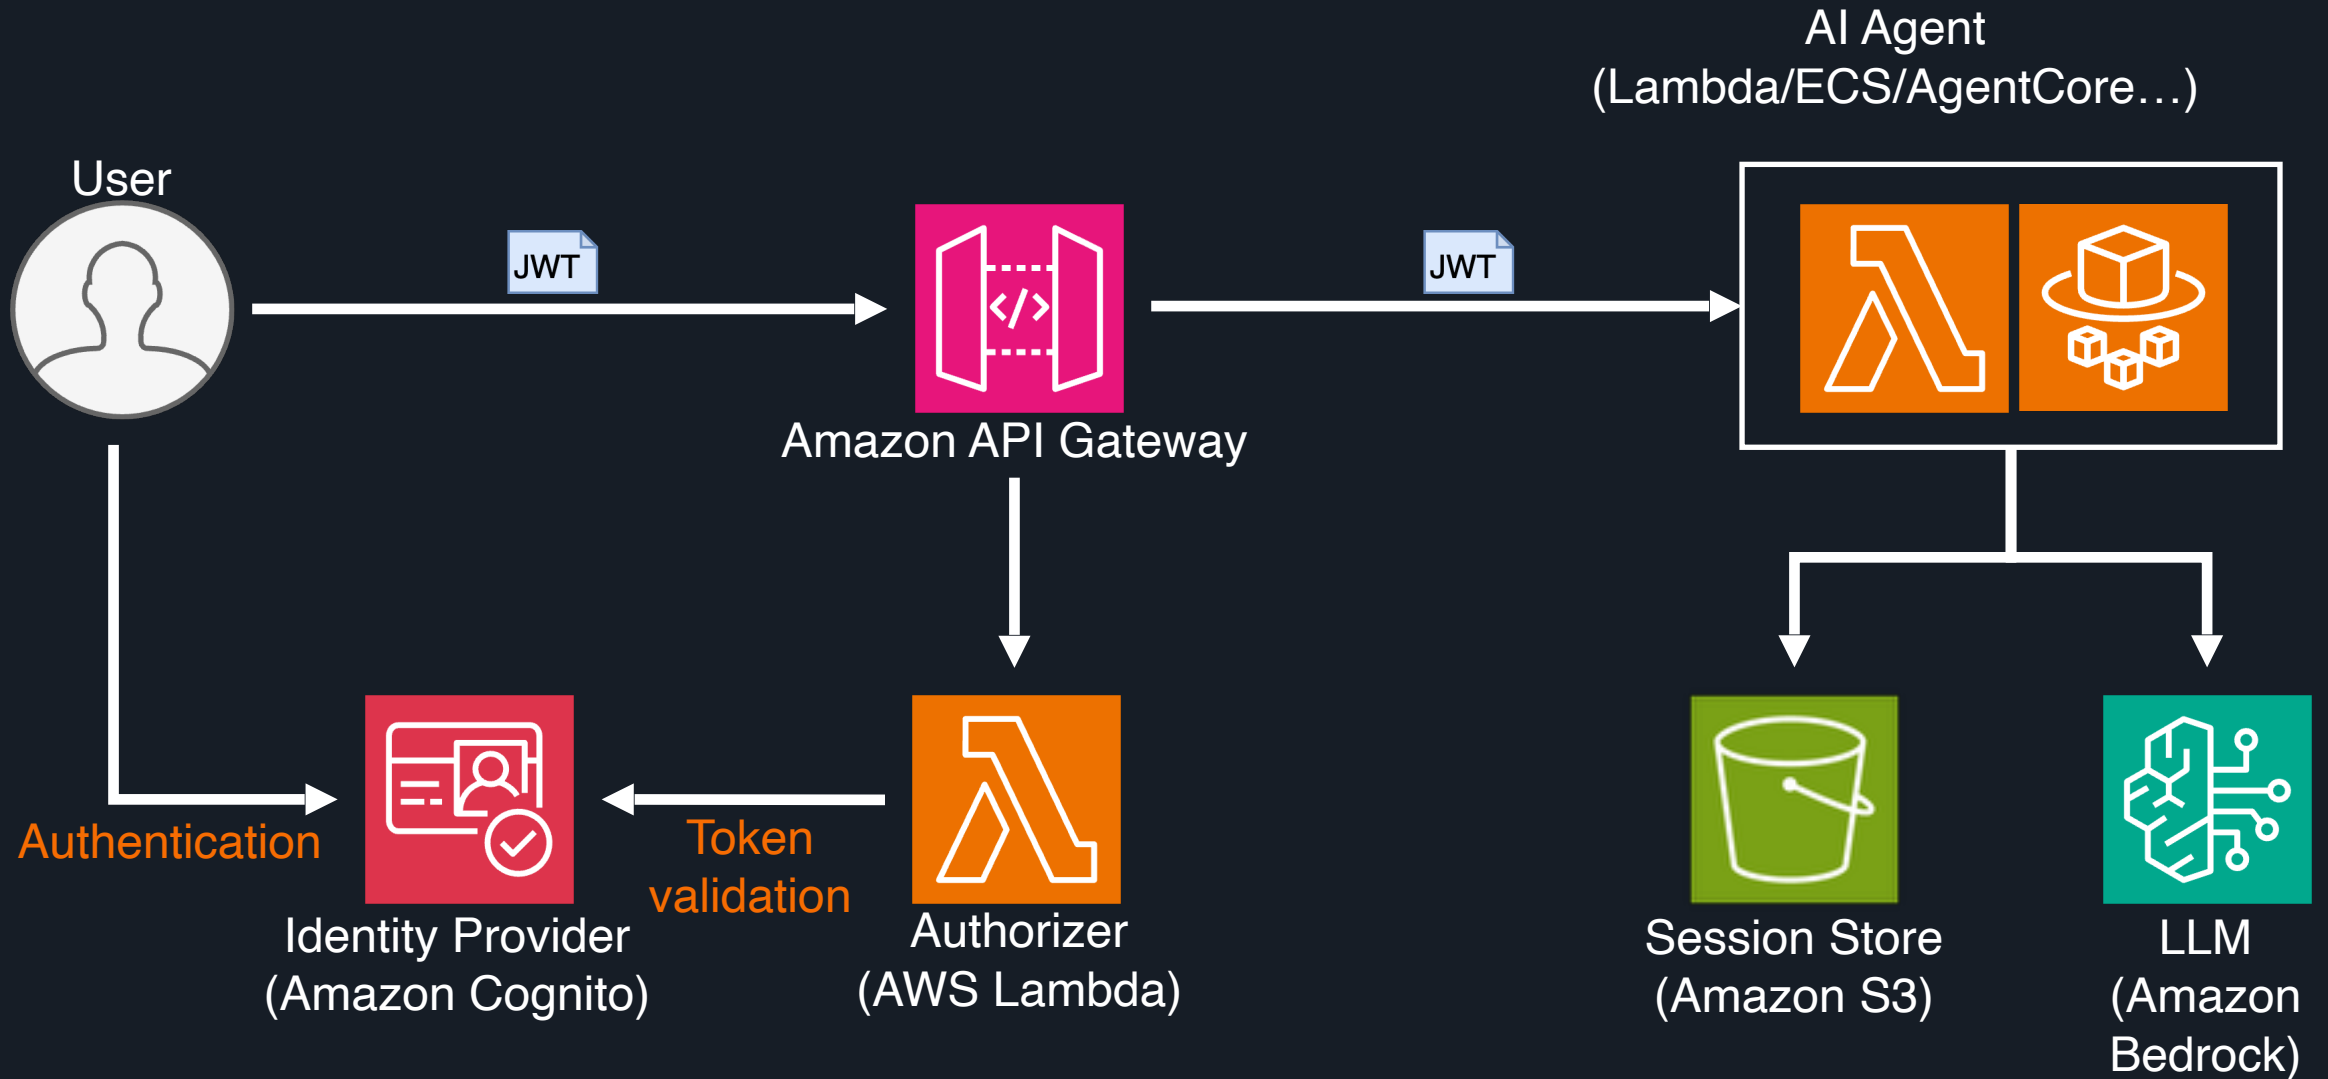 AI Agent
(Lambda/ECS/AgentCore…)
User
JWT
JWT
</>
Amazon API Gateway
Authentication
Token
validation
Identity Provider
(Amazon Cognito)
Authorizer
(AWS Lambda)
Session Store
(Amazon S3)
LLM
(Amazon
Bedrock)